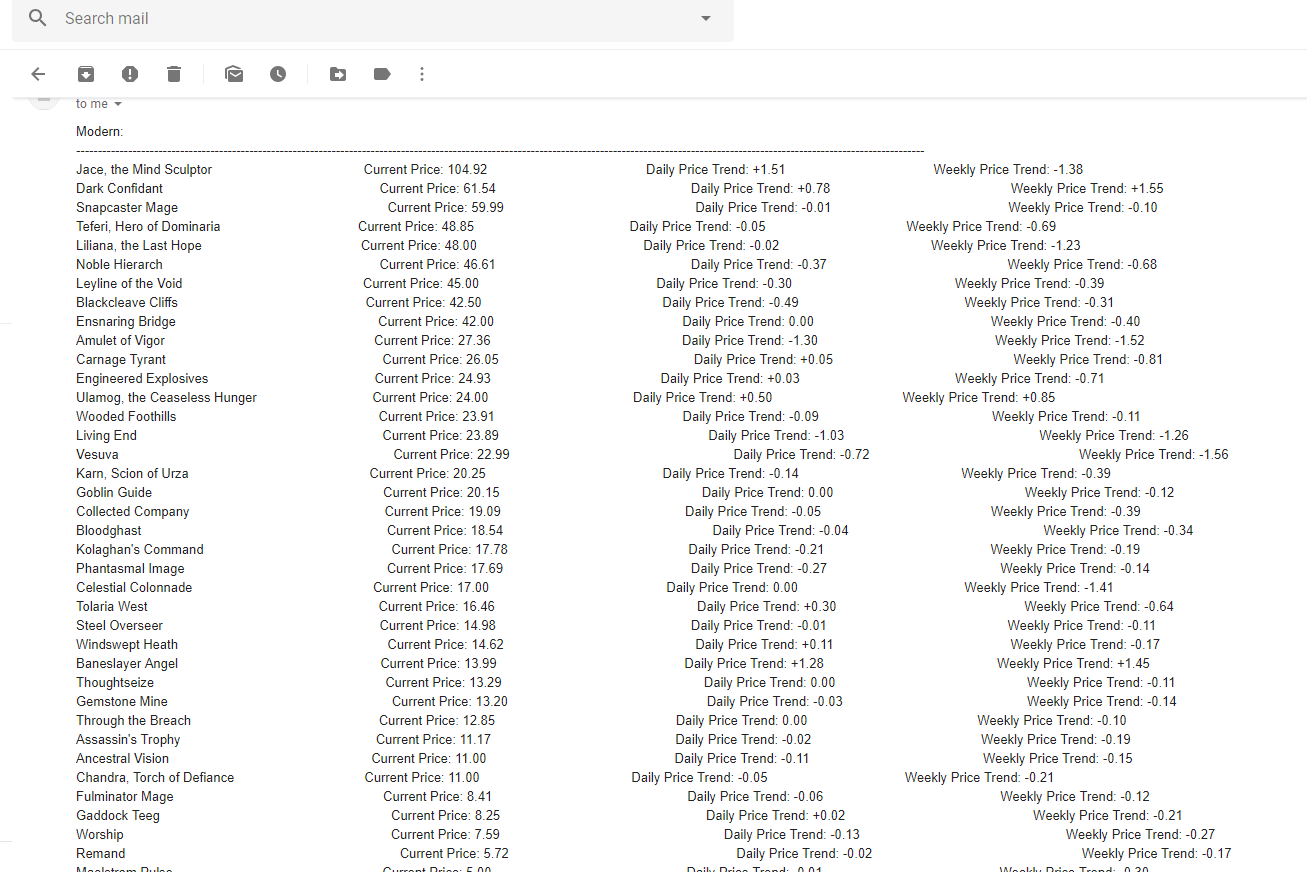 Search mail
to me
Modern:
------------------------------------------------------------------------------------------------------------------------------------------------------------------------------------------------
Jace, the Mind Sculptor Current Price: 104.92 Daily Price Trend: +1.51 Weekly Price Trend: -1.38
Dark Confidant Current Price: 61.54 Daily Price Trend: +0.78 Weekly Price Trend: +1.55
Snapcaster Mage Current Price: 59.99 Daily Price Trend: -0.01 Weekly Price Trend: -0.10
Teferi, Hero of Dominaria Current Price: 48.85 Daily Price Trend: -0.05 Weekly Price Trend: -0.69
Liliana, the Last Hope Current Price: 48.00 Daily Price Trend: -0.02 Weekly Price Trend: -1.23
Noble Hierarch Current Price: 46.61 Daily Price Trend: -0.37 Weekly Price Trend: -0.68
Leyline of the Void Current Price: 45.00 Daily Price Trend: -0.30 Weekly Price Trend: -0.39
Blackcleave Cliffs Current Price: 42.50 Daily Price Trend: -0.49 Weekly Price Trend: -0.31
Ensnaring Bridge Current Price: 42.00 Daily Price Trend: 0.00 Weekly Price Trend: -0.40
Amulet of Vigor Current Price: 27.36 Daily Price Trend: -1.30 Weekly Price Trend: -1.52
Carnage Tyrant Current Price: 26.05 Daily Price Trend: +0.05 Weekly Price Trend: -0.81
Engineered Explosives Current Price: 24.93 Daily Price Trend: +0.03 Weekly Price Trend: -0.71
Ulamog, the Ceaseless Hunger Current Price: 24.00 Daily Price Trend: +0.50 Weekly Price Trend: +0.85
Wooded Foothills Current Price: 23.91 Daily Price Trend: -0.09 Weekly Price Trend: -0.11
Living End Current Price: 23.89 Daily Price Trend: -1.03 Weekly Price Trend: -1.26
Vesuva Current Price: 22.99 Daily Price Trend: -0.72 Weekly Price Trend: -1.56
Karn, Scion of Urza Current Price: 20.25 Daily Price Trend: -0.14 Weekly Price Trend: -0.39
Goblin Guide Current Price: 20.15 Daily Price Trend: 0.00 Weekly Price Trend: -0.12
Collected Company Current Price: 19.09 Daily Price Trend: -0.05 Weekly Price Trend: -0.39
Bloodghast Current Price: 18.54 Daily Price Trend: -0.04 Weekly Price Trend: -0.34
Kolaghan's Command Current Price: 17.78 Daily Price Trend: -0.21 Weekly Price Trend: -0.19
Phantasmal Image Current Price: 17.69 Daily Price Trend: -0.27 Weekly Price Trend: -0.14
Celestial Colonnade Current Price: 17.00 Daily Price Trend: 0.00 Weekly Price Trend: -1.41
Tolaria West Current Price: 16.46 Daily Price Trend: +0.30 Weekly Price Trend: -0.64
Steel Overseer Current Price: 14.98 Daily Price Trend: -0.01 Weekly Price Trend: -0.11
Windswept Heath Current Price: 14.62 Daily Price Trend: +0.11 Weekly Price Trend: -0.17
Baneslayer Angel Current Price: 13.99 Daily Price Trend: +1.28 Weekly Price Trend: +1.45
Thoughtseize Current Price: 13.29 Daily Price Trend: 0.00 Weekly Price Trend: -0.11
Gemstone Mine Current Price: 13.20 Daily Price Trend: -0.03 Weekly Price Trend: -0.14
Through the Breach Current Price: 12.85 Daily Price Trend: 0.00 Weekly Price Trend: -0.10
Assassin's Trophy Current Price: 11.17 Daily Price Trend: -0.02 Weekly Price Trend: -0.19
Ancestral Vision Current Price: 11.00 Daily Price Trend: -0.11 Weekly Price Trend: -0.15
Chandra, Torch of Defiance Current Price: 11.00 Daily Price Trend: -0.05 Weekly Price Trend: -0.21
Fulminator Mage Current Price: 8.41 Daily Price Trend: -0.06 Weekly Price Trend: -0.12
Gaddock Teeg Current Price: 8.25 Daily Price Trend: +0.02 Weekly Price Trend: -0.21
Worship Current Price: 7.59 Daily Price Trend: -0.13 Weekly Price Trend: -0.27
Remand Current Price: 5.72 Daily Price Trend: -0.02 Weekly Price Trend: -0.17
Maelstrom Pulse Current Price: 5.00 Daily Price Trend: -0.01 Weekly Price Trend: -0.30